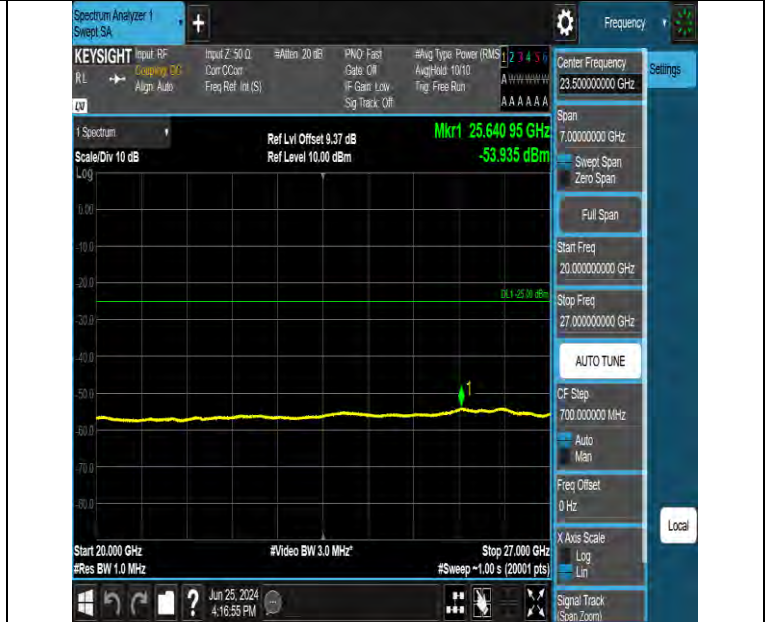 Spectrum Analyzer 1
Swept SA
+
Frequency
KEYSIGHT
RL
Input: RF
Coupling: DC
Align: Auto
Input Z: 50 Ω
Corr CCorr
Freq Ref: Int (S)
#Atten: 20 dB
PNO: Fast
Gate: Off
IF Gain: Low
Sig Track: Off
#Avg Type: Power (RMS
Avg|Hold: 10/10
Trig: Free Run
1 2 3 4 5 6
A W W W W W
A A A A A A
LXI
1 Spectrum
Scale/Div 10 dB
Log
Ref Lvl Offset 9.37 dB
Ref Level 10.00 dBm
Mkr1 25.640 95 GHz
-53.935 dBm
0.00
-10.0
-20.0
-30.0
-40.0
-50.0
-60.0
-70.0
-80.0
DL1 -25.00 dBm
1
Start 20.000 GHz
#Res BW 1.0 MHz
#Video BW 3.0 MHz*
Stop 27.000 GHz
#Sweep ~1.00 s (20001 pts)
Center Frequency
23.500000000 GHz
Span
7.00000000 GHz
Swept Span
Zero Span
Full Span
Start Freq
20.000000000 GHz
Stop Freq
27.000000000 GHz
AUTO TUNE
CF Step
700.000000 MHz
Auto
Man
Freq Offset
0 Hz
X Axis Scale
Log
Lin
Signal Track
(Span Zoom)
Settings
Local
?
Jun 25, 2024
4:16:55 PM